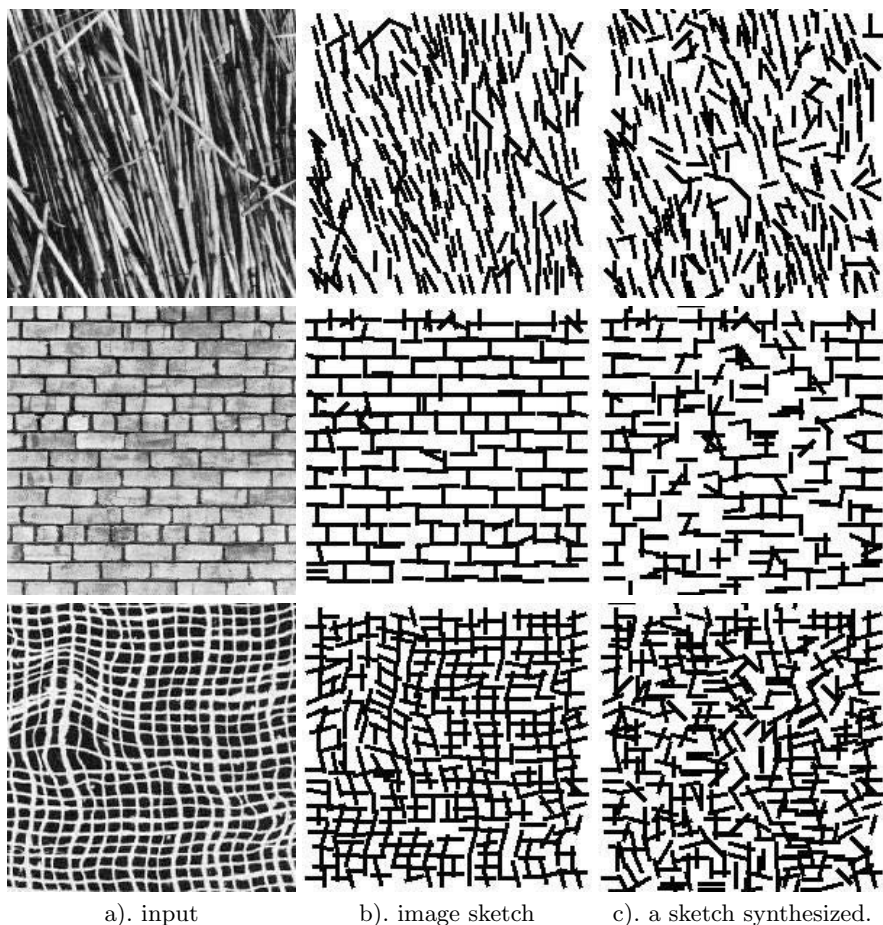 a). input b). image sketch c). a sketch synthesized.